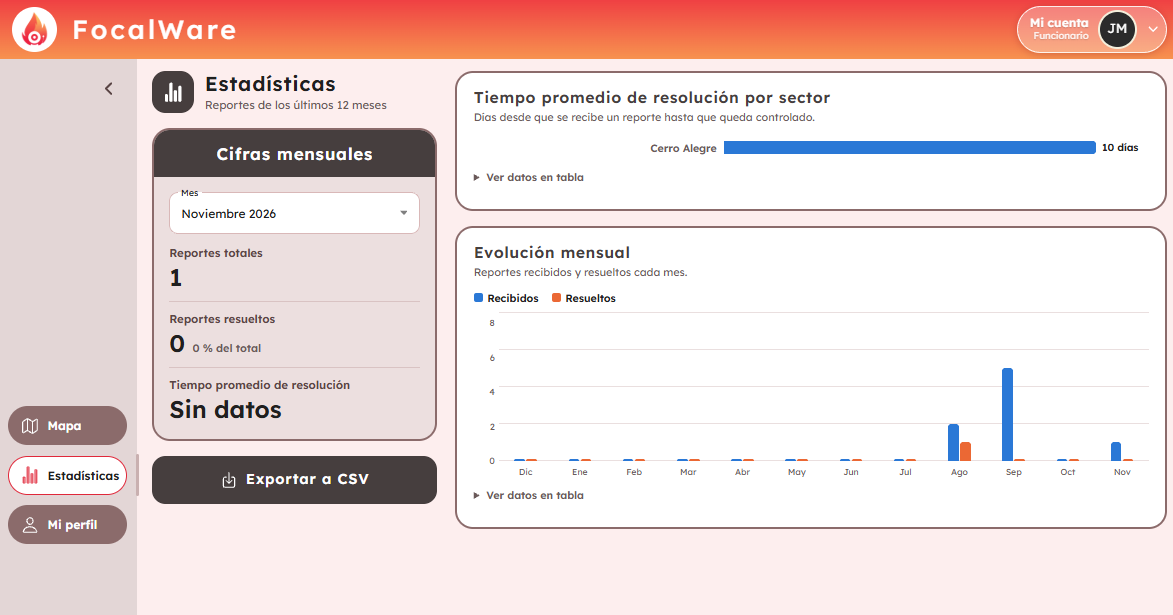 FocalWare
Mi cuenta
Funcionario
JM
Estadísticas
Reportes de los últimos 12 meses
Cifras mensuales
Mes
Noviembre 2026
Reportes totales
1
Reportes resueltos
0 0 % del total
Tiempo promedio de resolución
Sin datos
Exportar a CSV
Mapa
Estadísticas
Mi perfil
Tiempo promedio de resolución por sector
Días desde que se recibe un reporte hasta que queda controlado.
Cerro Alegre 10 días
Ver datos en tabla
Evolución mensual
Reportes recibidos y resueltos cada mes.
Recibidos Resueltos
8
6
4
2
0
Dic Ene Feb Mar Abr May Jun Jul Ago Sep Oct Nov
Ver datos en tabla